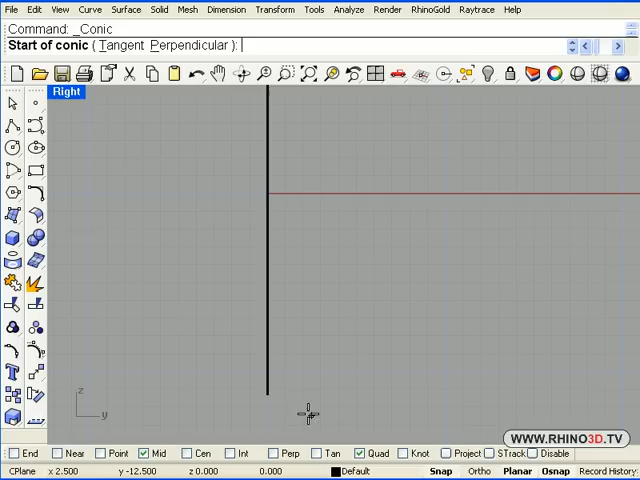 File Edit View Curve Surface Solid Mesh Dimension Transform Tools Analyze Render RhinoGold Raytrace Help
Command: _Conic
Start of conic ( Tangent Perpendicular ):
Right
z
y
WWW.RHINO3D.TV
End Near Point Mid Cen Int Perp Tan Quad Knot Project STrack Disable
CPlane x 2.500 y -12.500 z 0.000 0.000 Default Snap Ortho Planar Osnap Record History